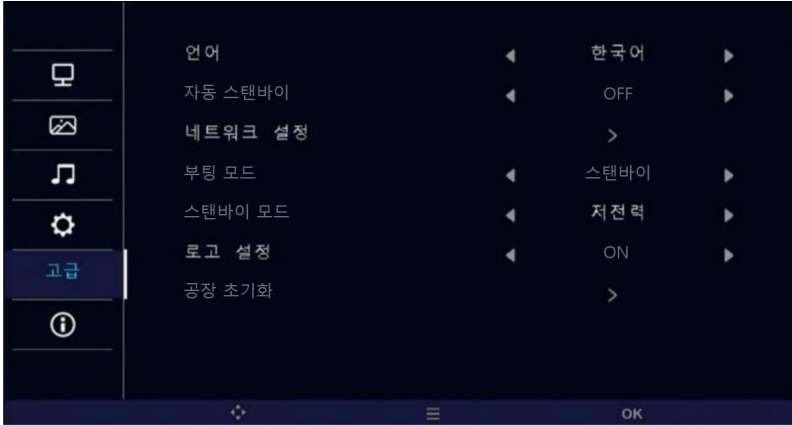 언어 한국어
자동 스탠바이 OFF
네트워크 설정 >
부팅 모드 스탠바이
스탠바이 모드 저전력
로고 설정 ON
고급
공장 초기화 >
OK